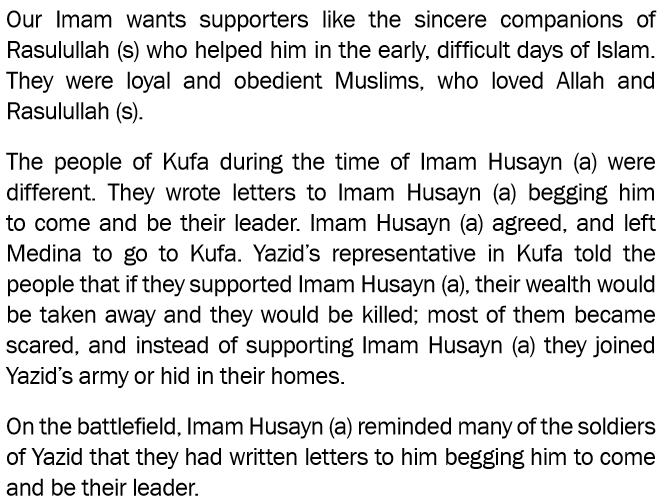 Our Imam wants supporters like the sincere companions of
Rasulullah (s) who helped him in the early, difficult days of Islam.
They were loyal and obedient Muslims, who loved Allah and
Rasulullah (s).
The people of Kufa during the time of Imam Husayn (a) were
different. They wrote letters to Imam Husayn (a) begging him
to come and be their leader. Imam Husayn (a) agreed, and left
Medina to go to Kufa. Yazid’s representative in Kufa told the
people that if they supported Imam Husayn (a), their wealth would
be taken away and they would be killed; most of them became
scared, and instead of supporting Imam Husayn (a) they joined
Yazid’s army or hid in their homes.
On the battlefield, Imam Husayn (a) reminded many of the soldiers
of Yazid that they had written letters to him begging him to come
and be their leader.